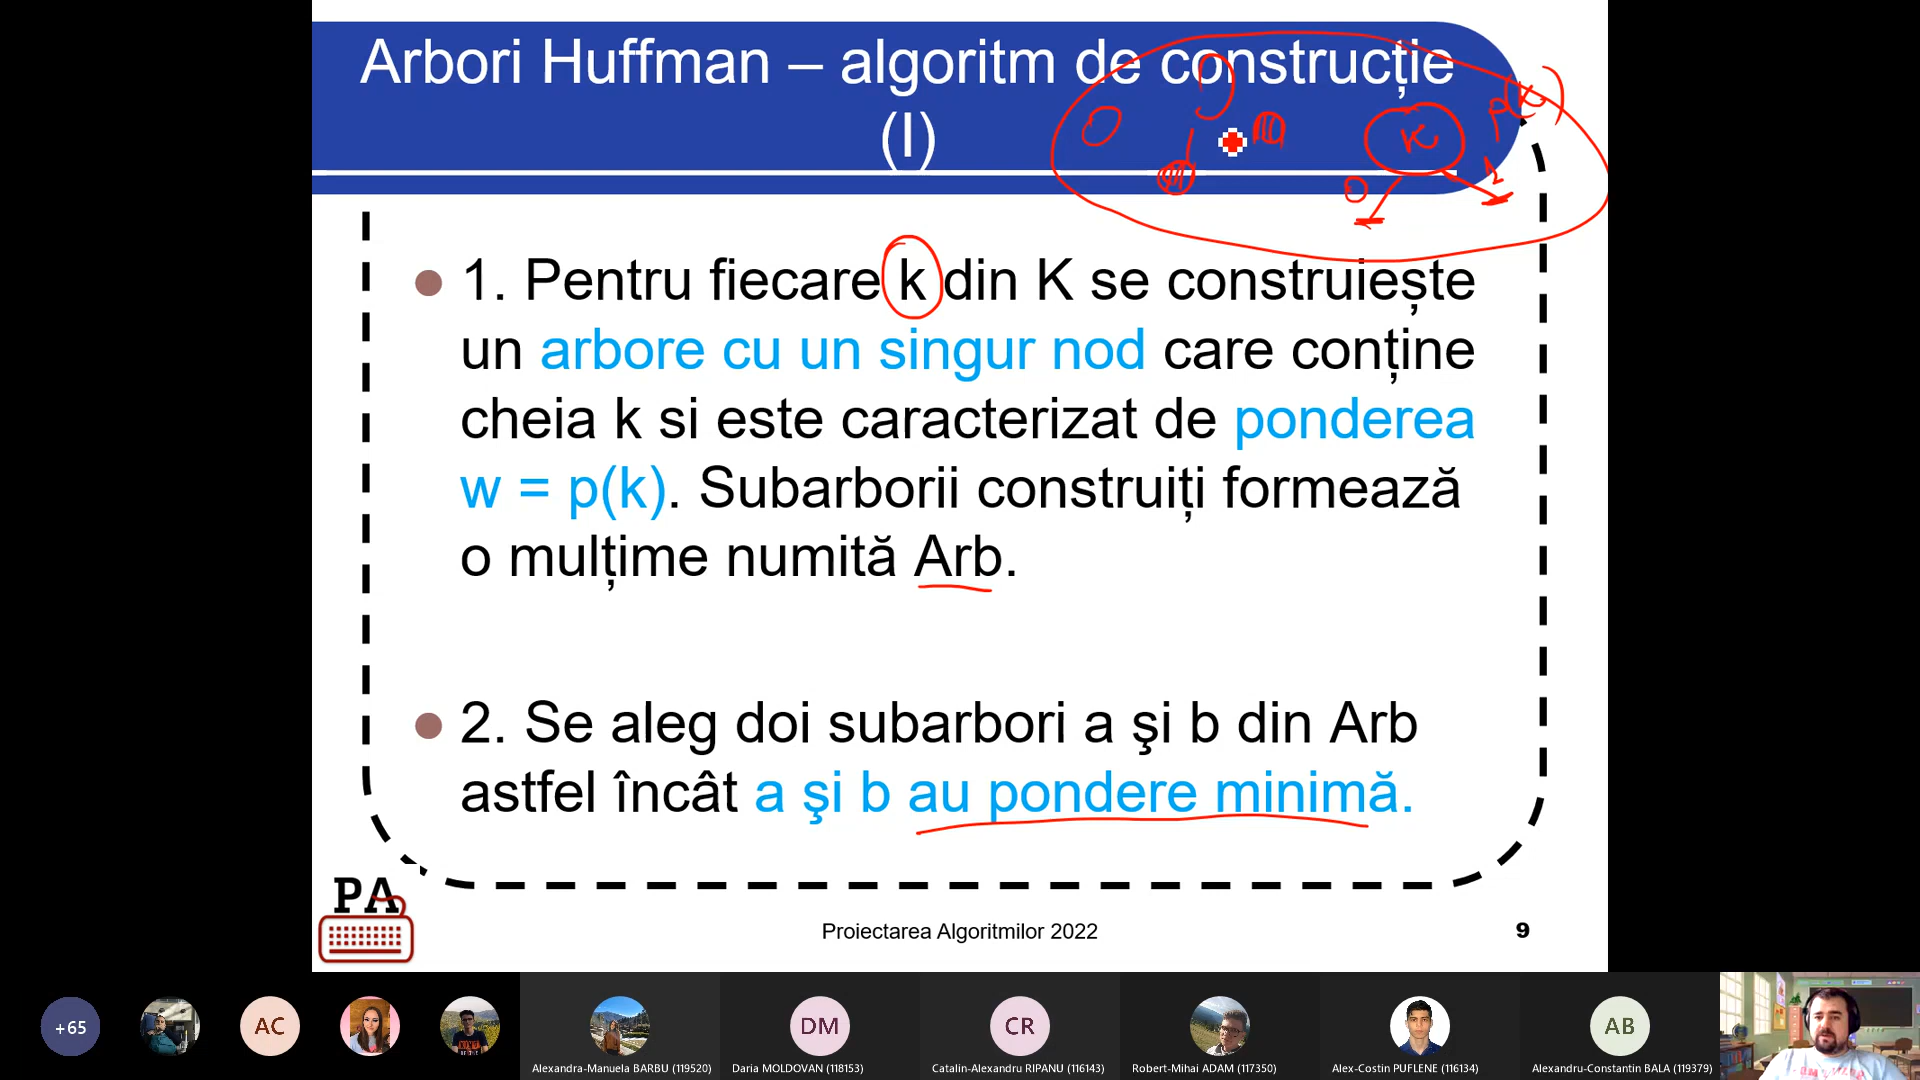 Arbori Huffman – algoritm de construcție
(I)
K
p(k)
0
1
1. Pentru fiecare k din K se construiește
un arbore cu un singur nod care conține
cheia k si este caracterizat de ponderea
w = p(k). Subarborii construiți formează
o mulțime numită Arb.
2. Se aleg doi subarbori a şi b din Arb
astfel încât a şi b au pondere minimă.
PA
Proiectarea Algoritmilor 2022
9
+65
AC
DM
CR
AB
Alexandra-Manuela BARBU (119520)
Daria MOLDOVAN (118153)
Catalin-Alexandru RIPANU (116143)
Robert-Mihai ADAM (117350)
Alex-Costin PUFLENE (116134)
Alexandru-Constantin BALA (119379)